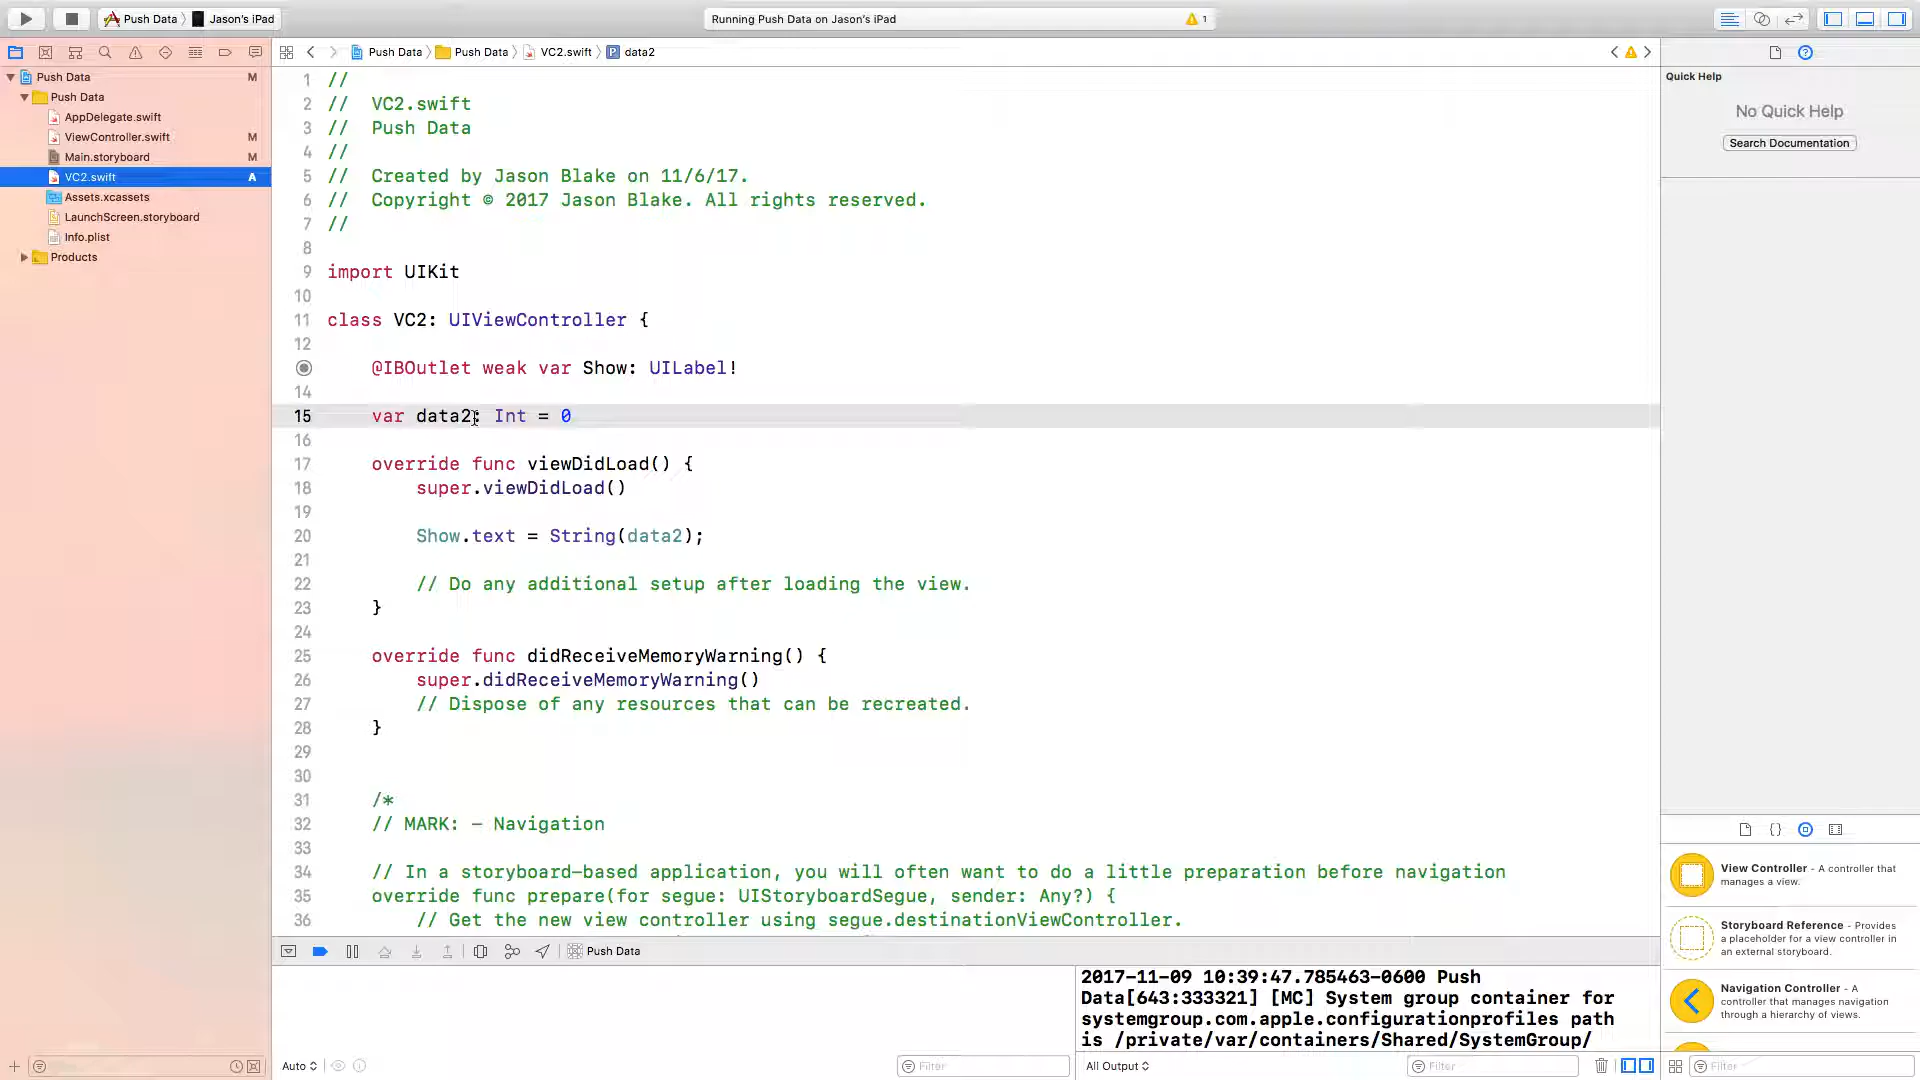 Push Data
Jason's iPad
Running Push Data on Jason's iPad
1
Push Data
M
Push Data
AppDelegate.swift
ViewController.swift
M
Main.storyboard
M
VC2.swift
A
Assets.xcassets
LaunchScreen.storyboard
Info.plist
Products
Push Data
Push Data
VC2.swift
P
data2
1 //
2 //  VC2.swift
3 //  Push Data
4 //
5 //  Created by Jason Blake on 11/6/17.
6 //  Copyright © 2017 Jason Blake. All rights reserved.
7 //
8
9 import UIKit
10
11 class VC2: UIViewController {
12
@IBOutlet weak var Show: UILabel!
14
15 var data2: Int = 0
16
17 override func viewDidLoad() {
18 super.viewDidLoad()
19
20 Show.text = String(data2);
21
22 // Do any additional setup after loading the view.
23 }
24
25 override func didReceiveMemoryWarning() {
26 super.didReceiveMemoryWarning()
27 // Dispose of any resources that can be recreated.
28 }
29
30
31 /*
32 // MARK: - Navigation
33
34 // In a storyboard-based application, you will often want to do a little preparation before navigation
35 override func prepare(for segue: UIStoryboardSegue, sender: Any?) {
36 // Get the new view controller using segue.destinationViewController.
Push Data
2017-11-09 10:39:47.785463-0600 Push
Data[643:333321] [MC] System group container for
systemgroup.com.apple.configurationprofiles path
is /private/var/containers/Shared/SystemGroup/
Auto
Filter
All Output
Filter
Quick Help
No Quick Help
Search Documentation
View Controller - A controller that
manages a view.
Storyboard Reference - Provides
a placeholder for a view controller in
an external storyboard.
Navigation Controller - A
controller that manages navigation
through a hierarchy of views.
Filter